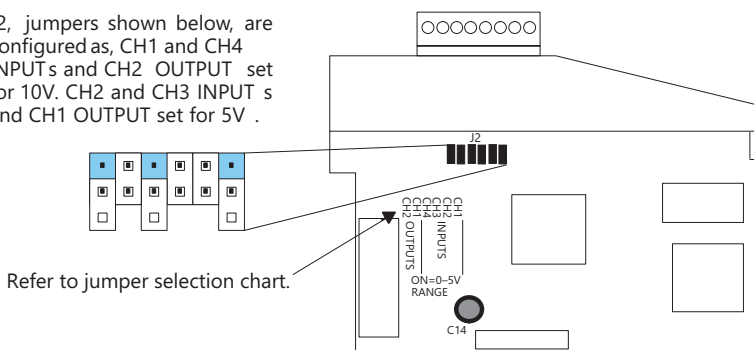 2, jumpers shown below, are
onfigured as, CH1 and CH4
NPUTs and CH2 OUTPUT set
or 10V. CH2 and CH3 INPUT s
nd CH1 OUTPUT set for 5V .
J2
CH1
CH2
CH3
CH4
CH1
CH2
INPUTS
OUTPUTS
ON=0–5V
RANGE
C14
Refer to jumper selection chart.